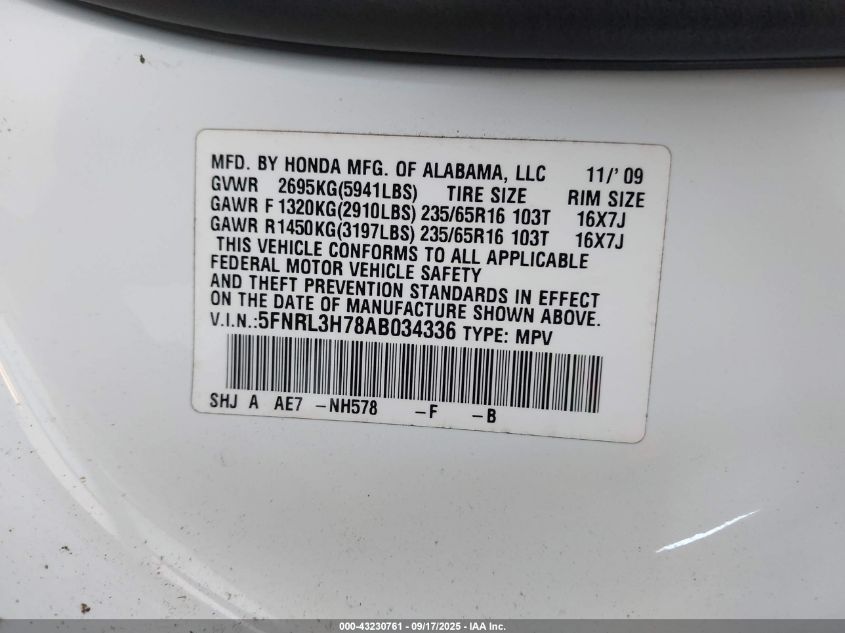 MFD. BY HONDA MFG. OF ALABAMA, LLC 11/' 09
GVWR 2695KG(5941LBS) TIRE SIZE RIM SIZE
GAWR F 1320KG(2910LBS) 235/65R16 103T 16X7J
GAWR R1450KG(3197LBS) 235/65R16 103T 16X7J
THIS VEHICLE CONFORMS TO ALL APPLICABLE
FEDERAL MOTOR VEHICLE SAFETY
AND THEFT PREVENTION STANDARDS IN EFFECT
ON THE DATE OF MANUFACTURE SHOWN ABOVE.
V.I.N.:5FNRL3H78AB034336 TYPE: MPV
SHJ A AE7 -NH578 -F -B
000-43230761 - 09/17/2025 - IAA Inc.